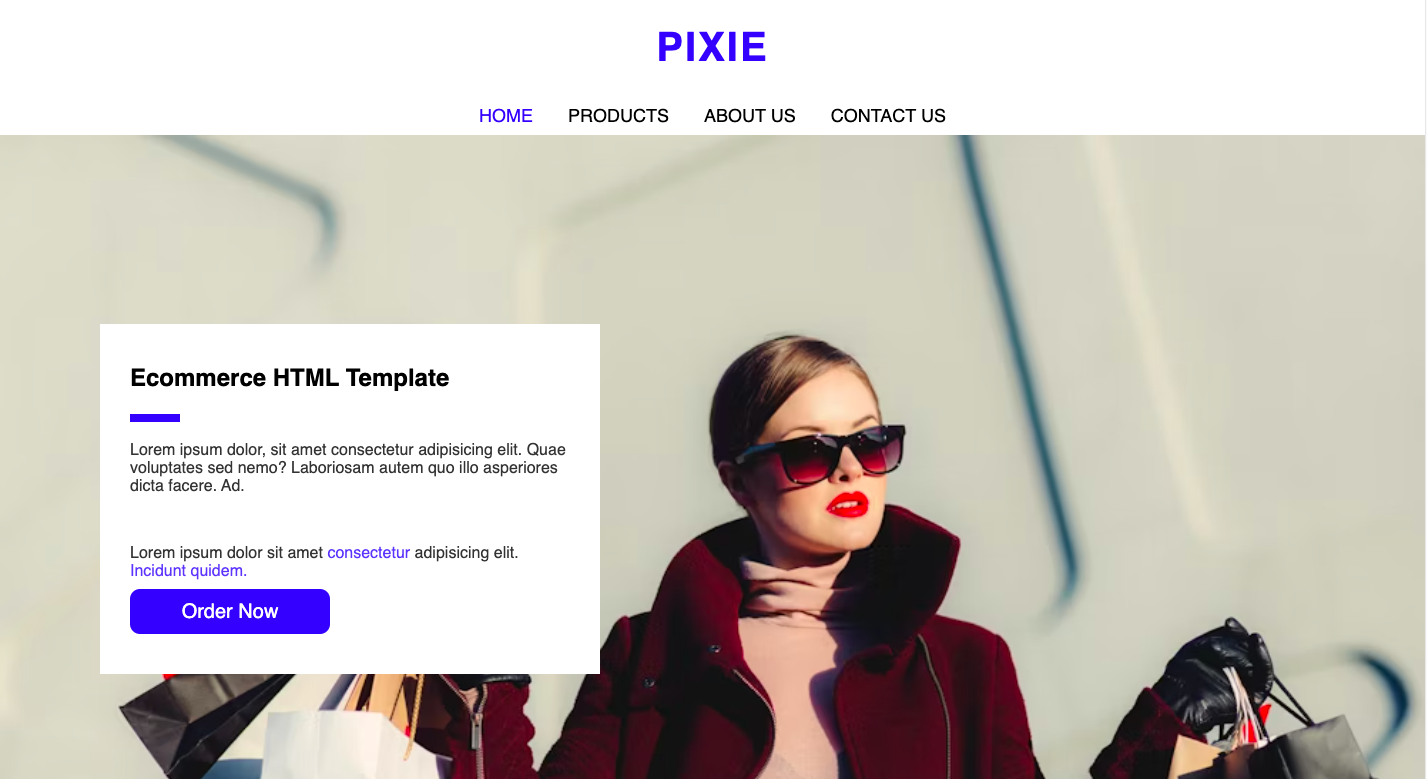 PIXIE
HOME PRODUCTS ABOUT US CONTACT US
Ecommerce HTML Template
Lorem ipsum dolor, sit amet consectetur adipisicing elit. Quae
voluptates sed nemo? Laboriosam autem quo illo asperiores
dicta facere. Ad.
Lorem ipsum dolor sit amet consectetur adipisicing elit.
Incidunt quidem.
Order Now